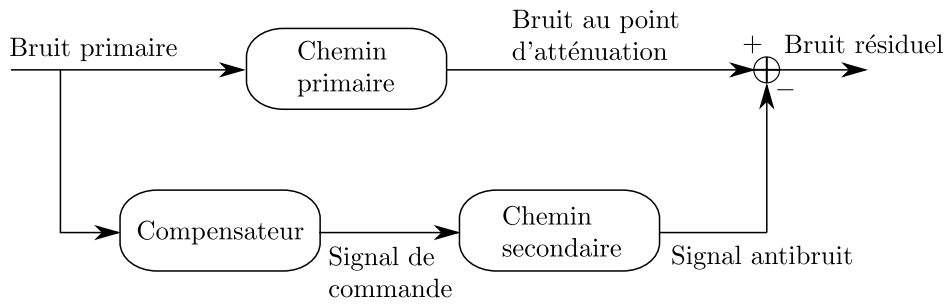 Bruit primaire
Chemin
primaire
Bruit au point
d'atténuation
+
Bruit résiduel
−
Compensateur
Signal de
commande
Chemin
secondaire
Signal antibruit